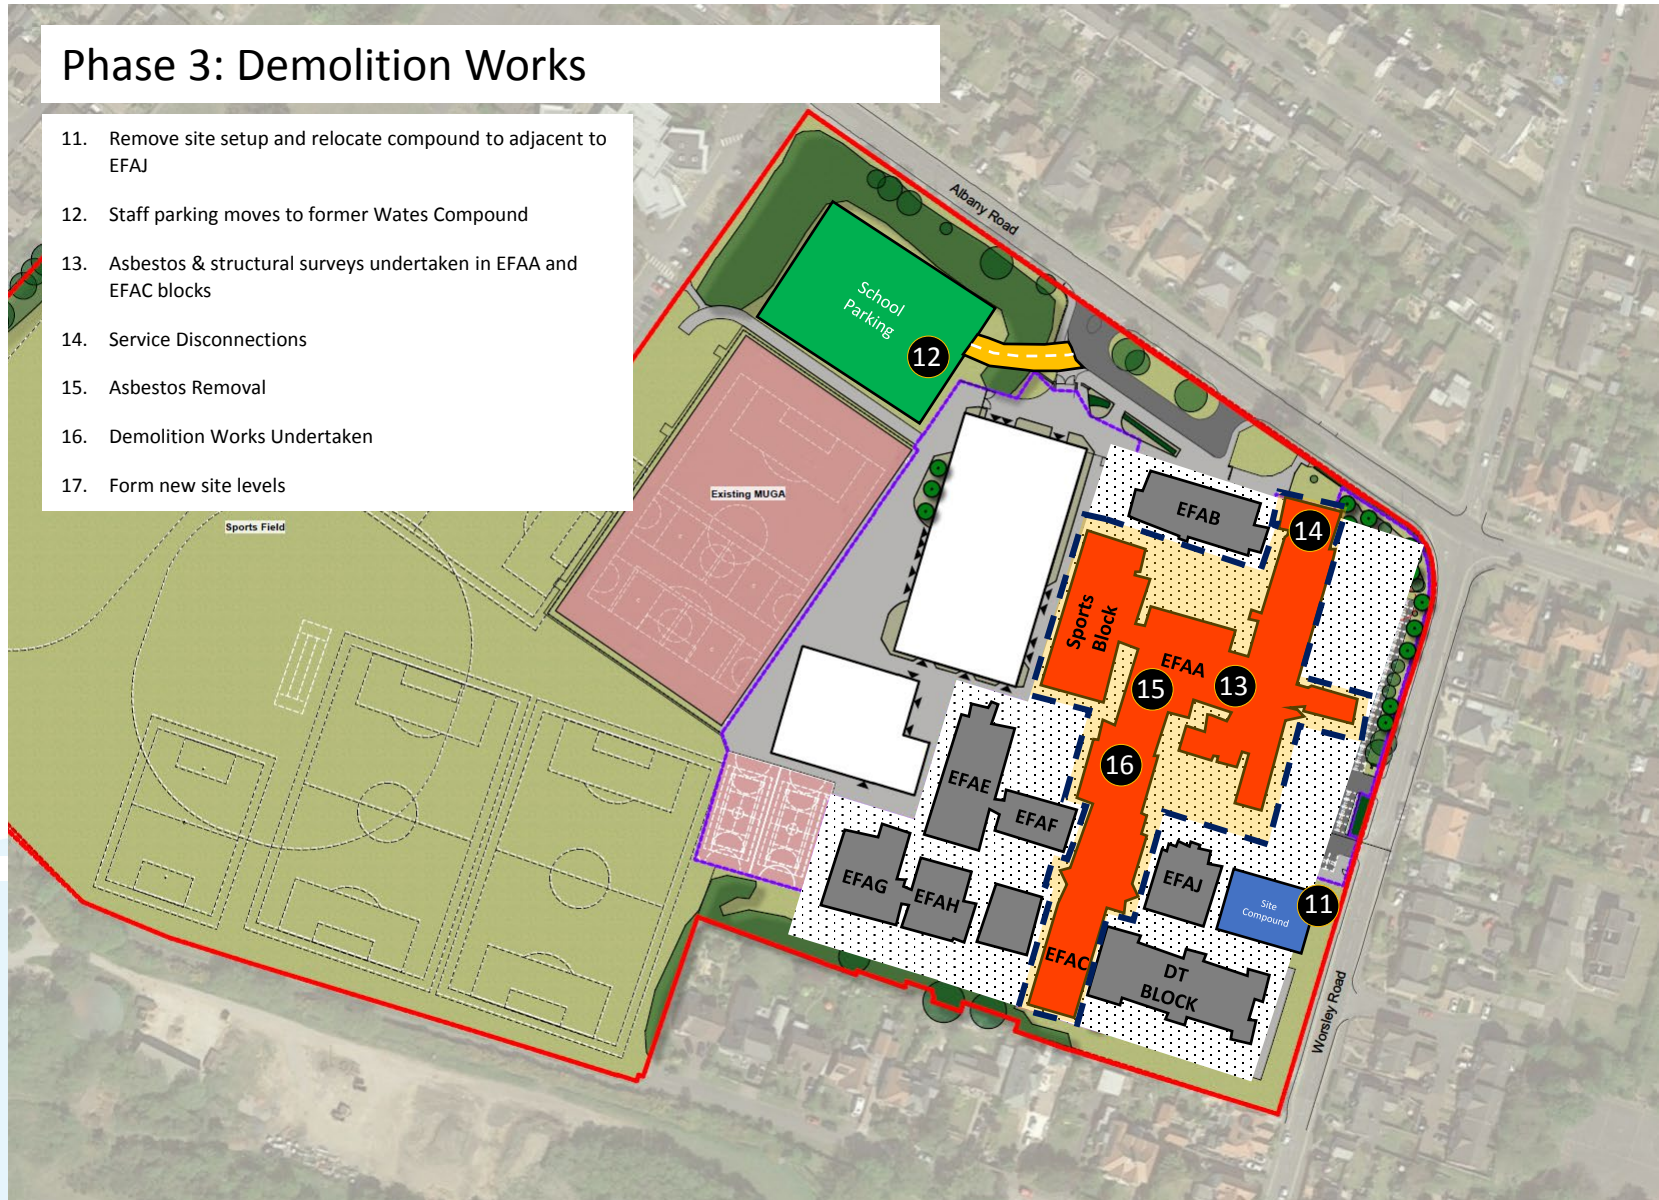 Phase 3: Demolition Works
11. Remove site setup and relocate compound to adjacent to
EFAJ
12. Staff parking moves to former Wates Compound
13. Asbestos & structural surveys undertaken in EFAA and
EFAC blocks
14. Service Disconnections
15. Asbestos Removal
16. Demolition Works Undertaken
17. Form new site levels
Albany Road
School
Parking
12
Existing MUGA
Sports Field
EFAB
14
Sports
Block
EFAA
15
13
16
EFAE
EFAF
EFAG
EFAH
EFAJ
Site
Compound
11
EFAC
DT
BLOCK
Worsley Road